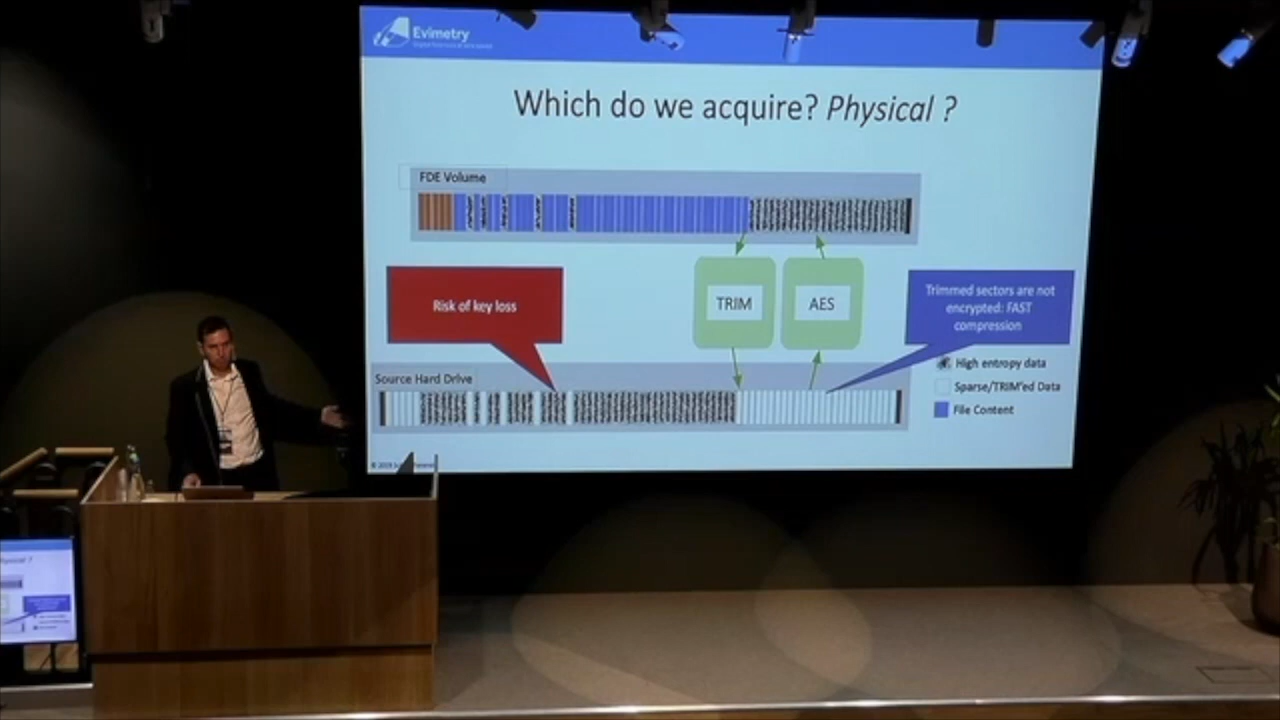 Evimetry
Which do we acquire? Physical ?
FDE Volume
Risk of key loss
TRIM
AES
Trimmed sectors are not
encrypted: FAST
compression
High entropy data
Sparse/TRIM'ed Data
File Content
Source Hard Drive
© 2019